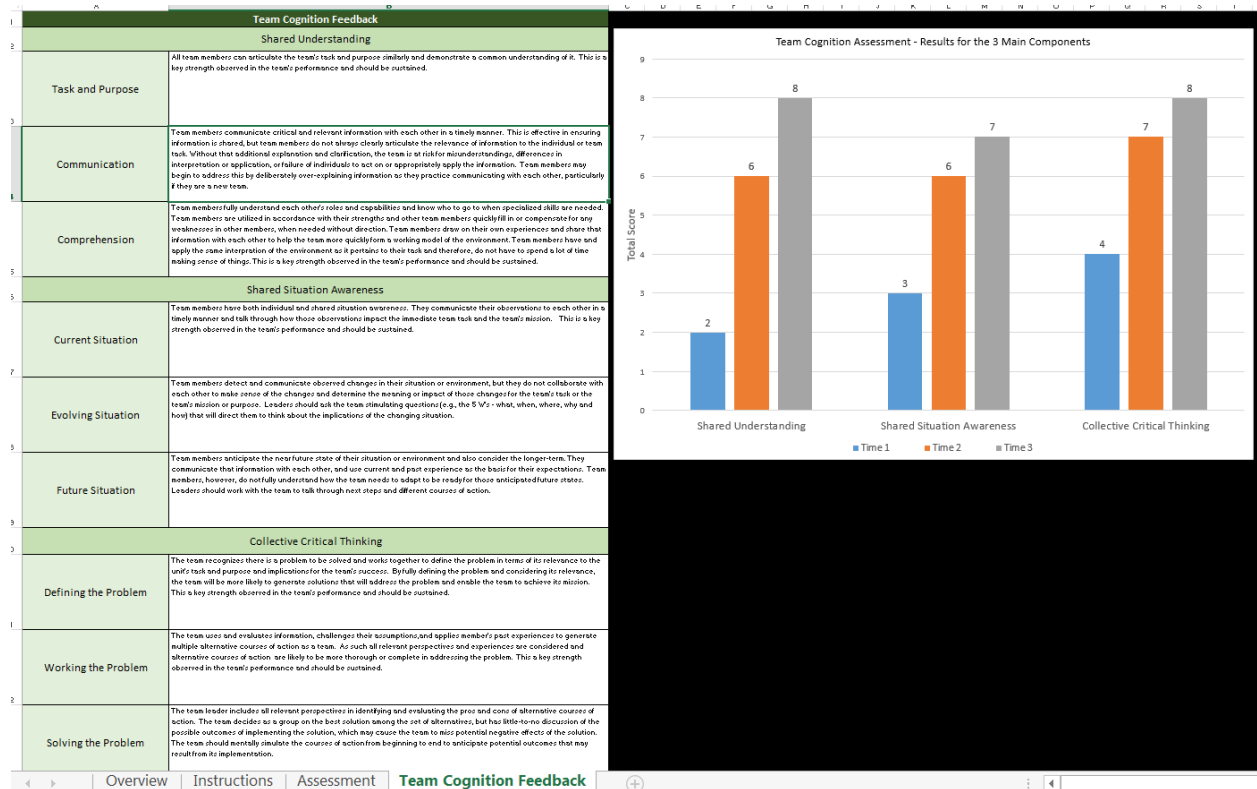 Team Cognition Feedback
Shared Understanding
Task and Purpose
All team members can articulate the team's task and purpose similarly and demonstrate a common understanding of it. This is a
key strength observed in the team's performance and should be sustained.
Communication
Team members communicate critical and relevant information with each other in a timely manner. This is effective in ensuring
information is shared, but team members do not always clearly articulate the relevance of information to the individual or team
task. Without that additional explanation and clarification, the team is at risk for misunderstandings, differences in
interpretation or application, or failure of individuals to act on or appropriately apply the information. Team members may
begin to address this by deliberately over-explaining information as they practice communicating with each other, particularly
if they are a new team.
Comprehension
Team members fully understand each other's roles and capabilities and know who to go to when specialized skills are needed.
Team members are utilized in accordance with their strengths and other team members quickly fill in or compensate for any
weaknesses in other members, when needed without direction. Team members draw on their own experiences and share that
information with each other to help the team more quickly form a working model of the environment. Team members have and
apply the same interpration of the environment as it pertains to their task and therefore, do not have to spend a lot of time
making sense of things. This is a key strength observed in the team's performance and should be sustained.
Shared Situation Awareness
Current Situation
Team members have both individual and shared situation awareness. They communicate their observations to each other in a
timely manner and talk through how those observations impact the immediate team task and the team's mission. This is a key
strength observed in the team's performance and should be sustained.
Evolving Situation
Team members detect and communicate observed changes in their situation or environment, but they do not collaborate with
each other to make sense of the changes and determine the meaning or impact of those changes for the team's task or the
team's mission or purpose. Leaders should ask the team stimulating questions (e.g., the 5 W's - what, when, where, why and
how) that will direct them to think about the implications of the changing situation.
Future Situation
Team members anticipate the near future state of their situation or environment and also consider the longer-term. They
communicate that information with each other, and use current and past experience as the basis for their expectations. Team
members, however, do not fully understand how the team needs to adapt to be ready for those anticipated future states.
Leaders should work with the team to talk through next steps and different courses of action.
Collective Critical Thinking
Defining the Problem
The team recognizes there is a problem to be solved and works together to define the problem in terms of its relevance to the
unit's task and purpose and implications for the team's success. By fully defining the problem and considering its relevance,
the team will be more likely to generate solutions that will address the problem and enable the team to achieve its mission.
This a key strength observed in the team's performance and should be sustained.
Working the Problem
The team uses and evaluates information, challenges their assumptions,and applies member's past experiences to generate
multiple alternative courses of action as a team. As such all relevant perspectives and experiences are considered and
alternative courses of action are likely to be more thorough or complete in addressing the problem. This a key strength
observed in the team's performance and should be sustained.
Solving the Problem
The team leader includes all relevant perspectives in identifying and evaluating the pros and cons of alternative courses of
action. The team decides as a group on the best solution among the set of alternatives, but has little-to-no discussion of the
possible outcomes of implementing the solution, which may cause the team to miss potential negative effects of the solution.
The team should mentally simulate the courses of action from beginning to end to anticipate potential outcomes that may
result from its implementation.
Team Cognition Assessment - Results for the 3 Main Components
Total Score
9
8
7
6
5
4
3
2
1
0
2
6
8
3
6
7
4
7
8
Shared Understanding
Shared Situation Awareness
Collective Critical Thinking
Time 1
Time 2
Time 3
Overview
Instructions
Assessment
Team Cognition Feedback